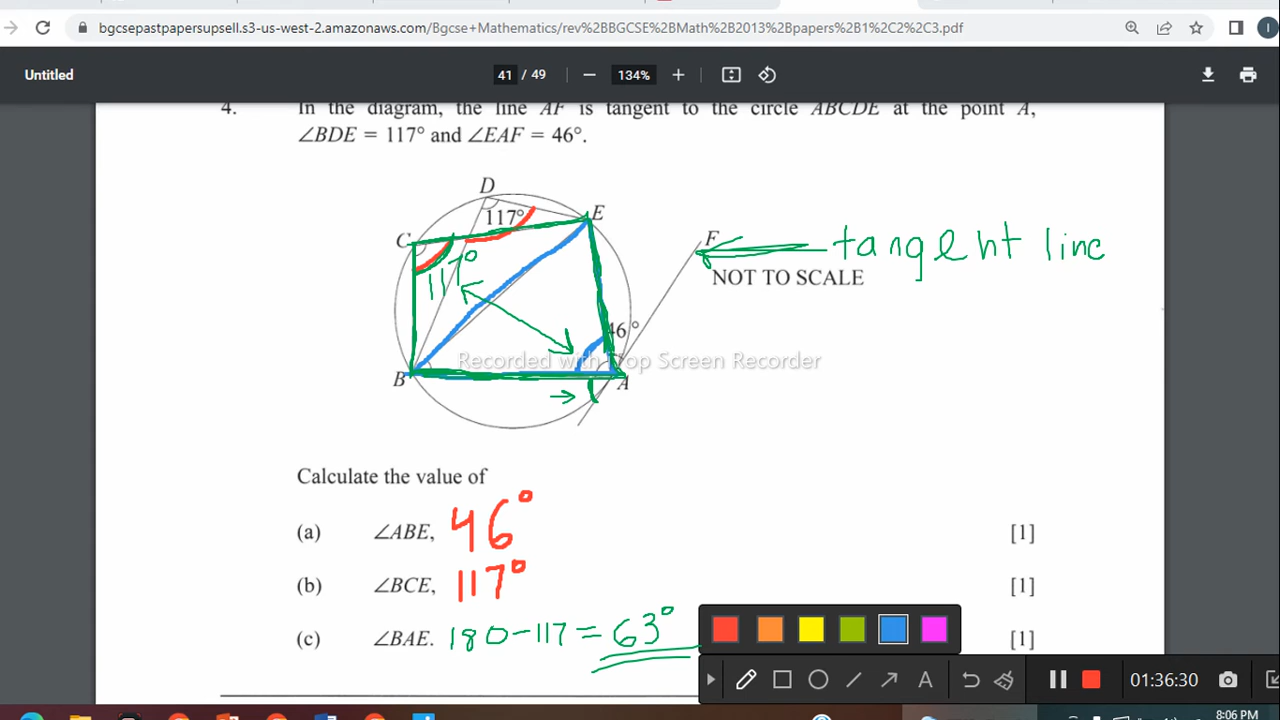 bgcsepastpapersupsell.s3-us-west-2.amazonaws.com/Bgcse+Mathematics/rev%2BBGCSE%2BMath%2B2013%2Bpapers%2B1%2C2%2C3.pdf
I
Untitled
41 / 49
134%
4. In the diagram, the line AF is tangent to the circle ABCDE at the point A,
∠BDE = 117° and ∠EAF = 46°.
D
117°
E
C
F
tangent line
117°
NOT TO SCALE
46°
Recorded with Icecream Screen Recorder
B
A
Calculate the value of
(a) ∠ABE, 46° [1]
(b) ∠BCE, 117° [1]
(c) ∠BAE. 180-117 = 63° [1]
A
01:36:30
8:06 PM